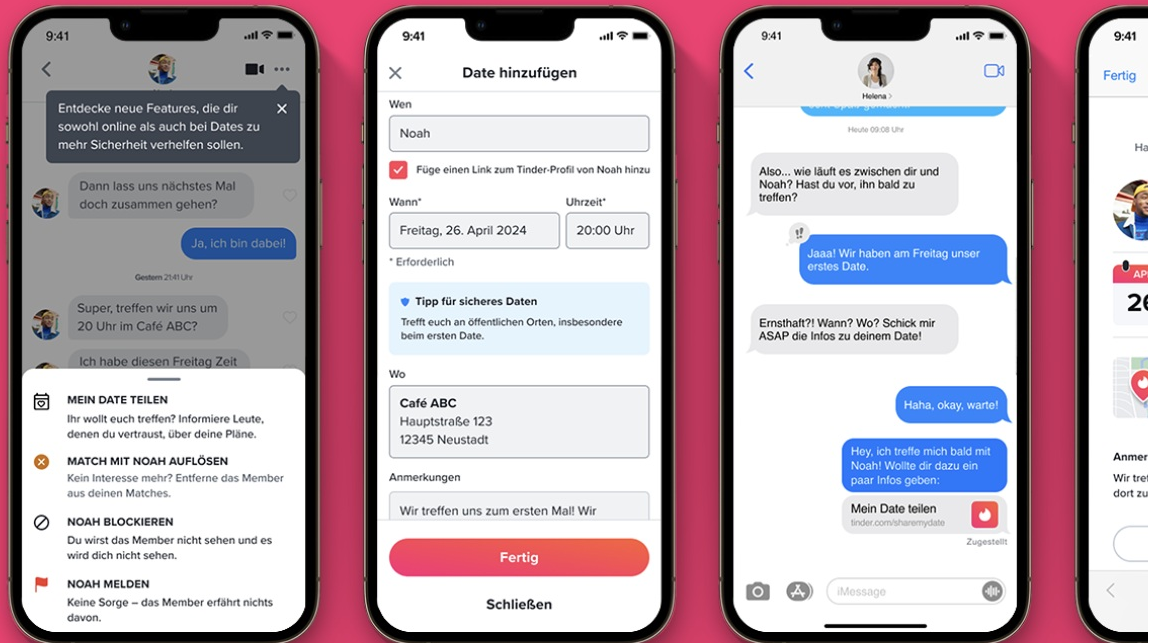 9:41
Entdecke neue Features, die dir
sowohl online als auch bei Dates zu
mehr Sicherheit verhelfen sollen.
Dann lass uns nächstes Mal
doch zusammen gehen?
Ja, ich bin dabei!
Gestern 21:41 Uhr
Super, treffen wir uns um
20 Uhr im Café ABC?
Ich habe diesen Freitag Zeit
MEIN DATE TEILEN
Ihr wollt euch treffen? Informiere Leute,
denen du vertraust, über deine Pläne.
MATCH MIT NOAH AUFLÖSEN
Kein Interesse mehr? Entferne das Member
aus deinen Matches.
NOAH BLOCKIEREN
Du wirst das Member nicht sehen und es
wird dich nicht sehen.
NOAH MELDEN
Keine Sorge – das Member erfährt nichts
davon.
9:41
Date hinzufügen
Wen
Noah
Füge einen Link zum Tinder-Profil von Noah hinzu
Wann*
Uhrzeit*
Freitag, 26. April 2024
20:00 Uhr
* Erforderlich
Tipp für sicheres Daten
Trefft euch an öffentlichen Orten, insbesondere
beim ersten Date.
Wo
Café ABC
Hauptstraße 123
12345 Neustadt
Anmerkungen
Wir treffen uns zum ersten Mal! Wir
Fertig
Schließen
9:41
Helena
Heute 09:08 Uhr
Also... wie läuft es zwischen dir und
Noah? Hast du vor, ihn bald zu
treffen?
!!
Jaaa! Wir haben am Freitag unser
erstes Date.
Ernsthaft?! Wann? Wo? Schick mir
ASAP die Infos zu deinem Date!
Haha, okay, warte!
Hey, ich treffe mich bald mit
Noah! Wollte dir dazu ein
paar Infos geben:
Mein Date teilen
tinder.com/sharemydate
Zugestellt
iMessage
9:41
Fertig
Ha
AP
26
Anmer
Wir tref
dort zu